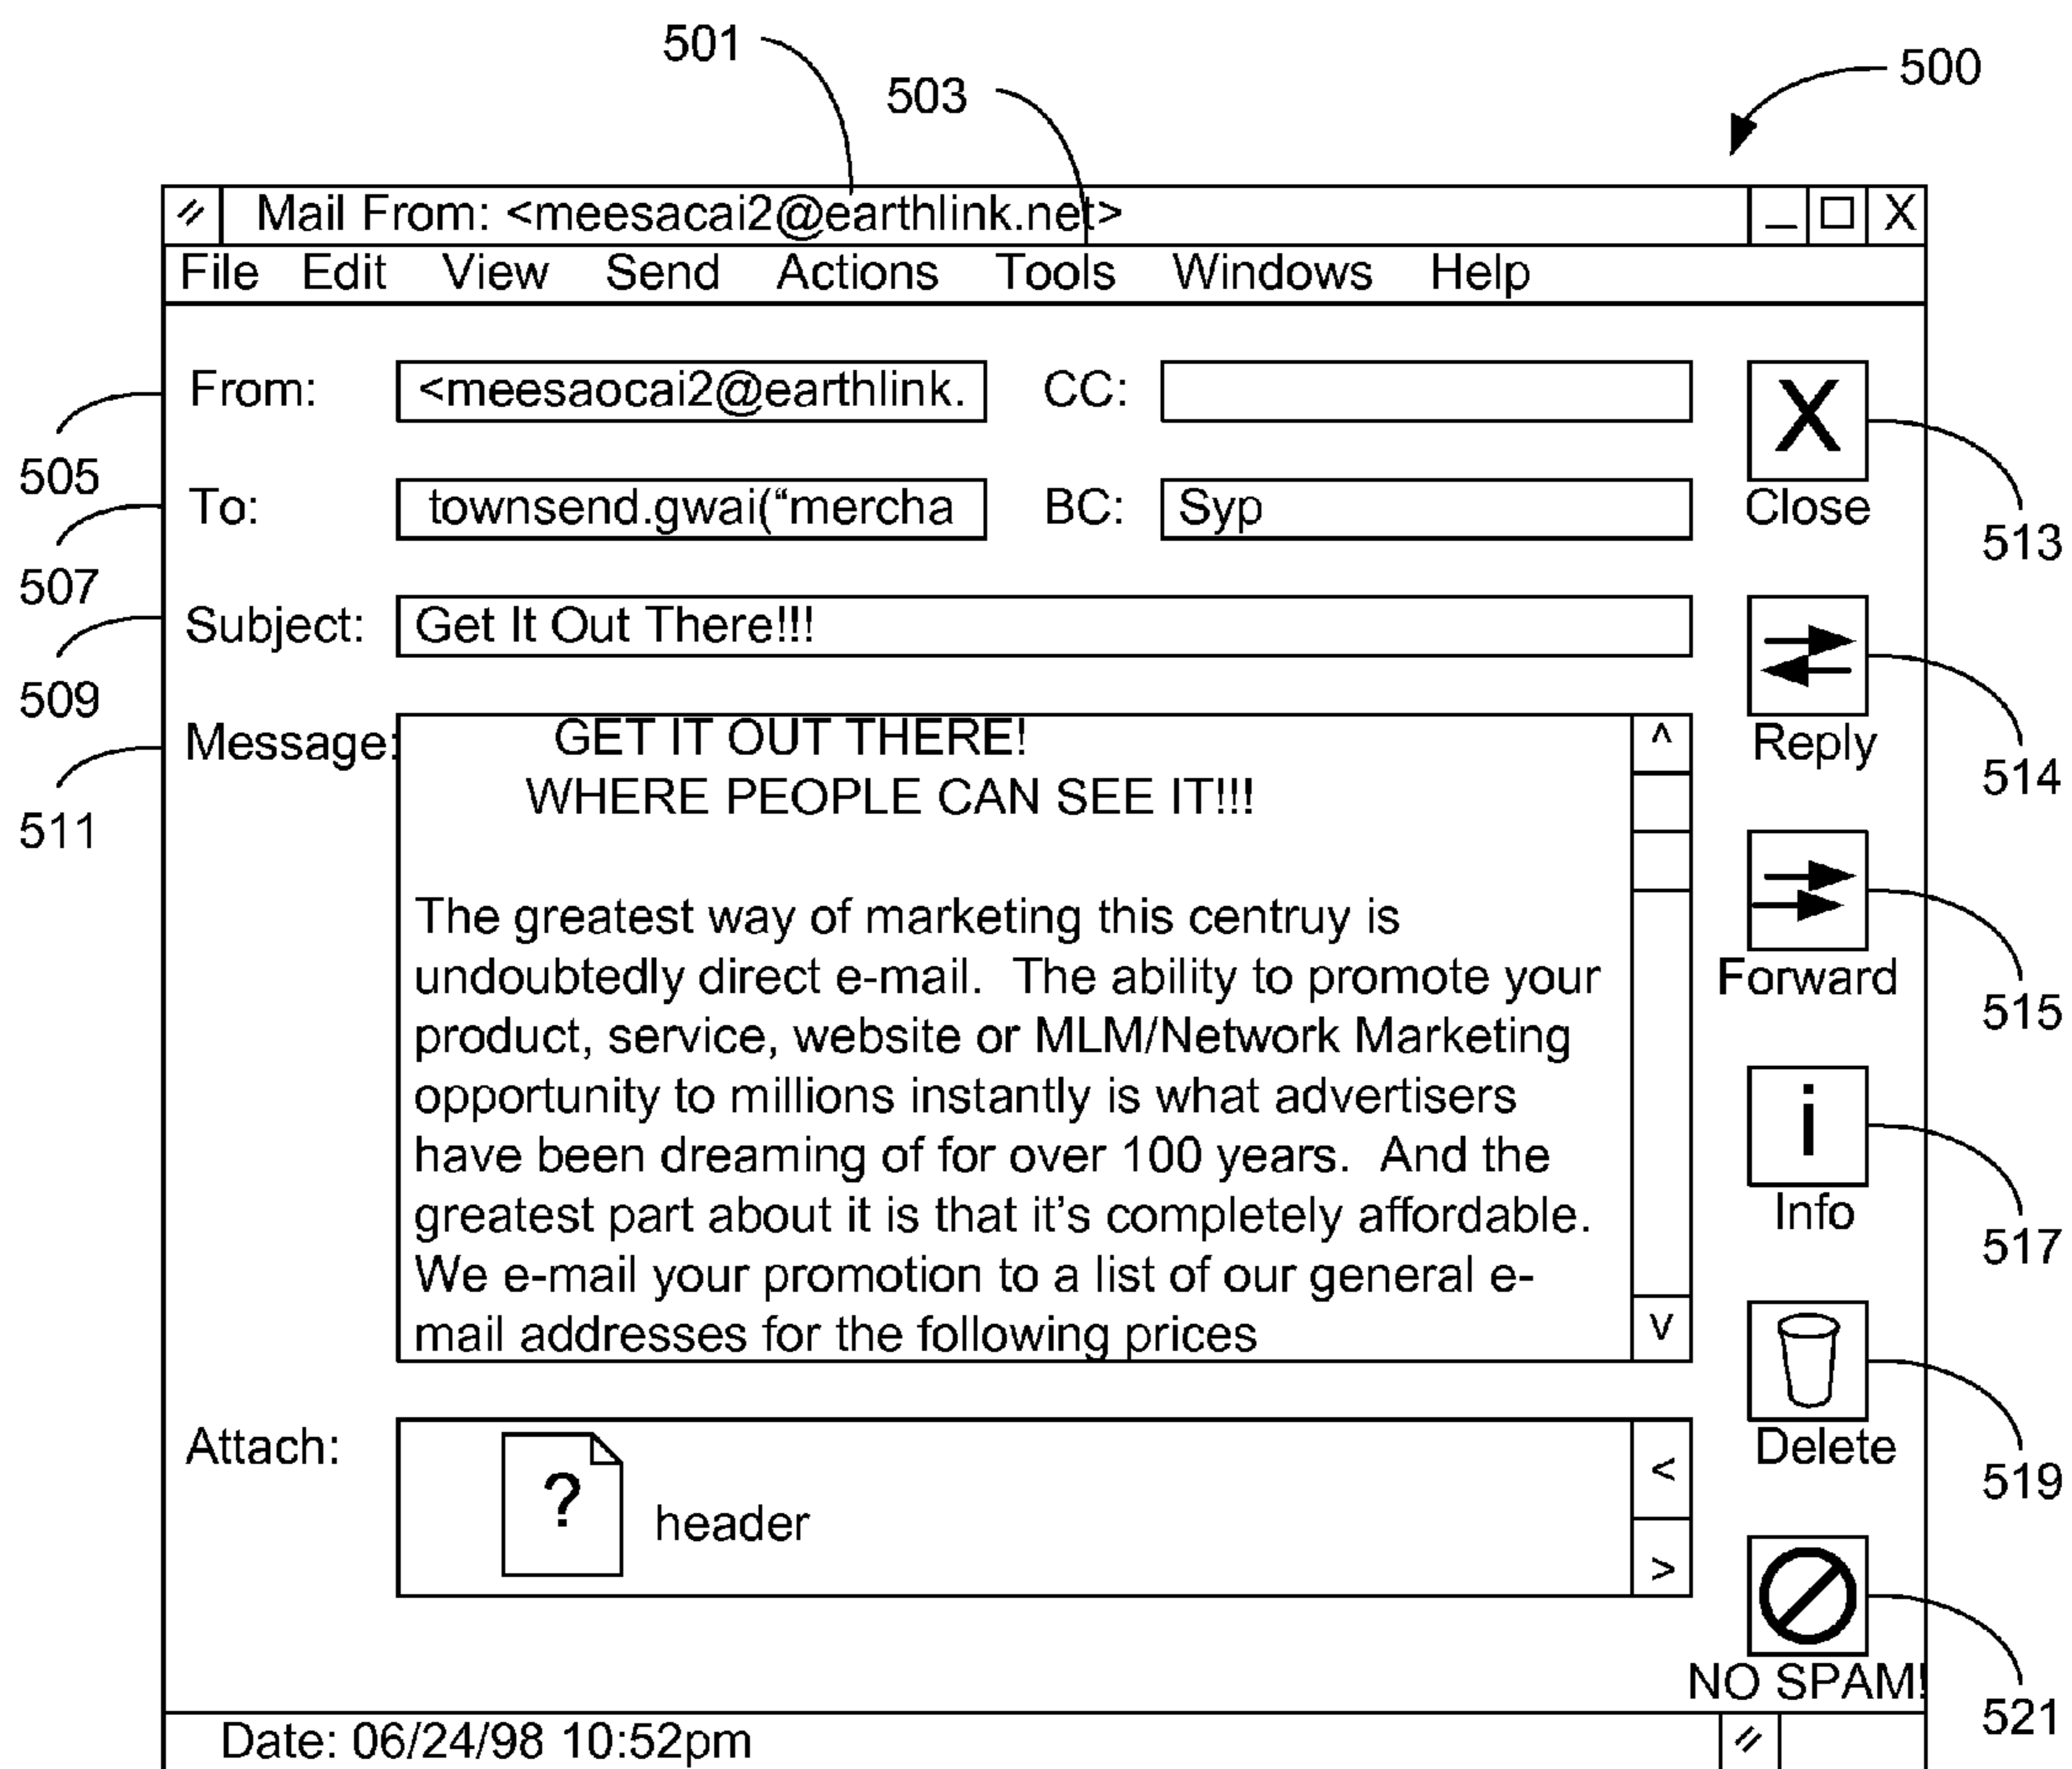 501
503
500
Mail From: <meesacai2@earthlink.net>
X
File Edit View Send Actions Tools Windows Help
From: <meesaocai2@earthlink. CC:
X
Close
505
513
To: townsend.gwai(“mercha BC: Syp
507
Subject: Get It Out There!!!
509
Reply
514
Message:
511
GET IT OUT THERE!
WHERE PEOPLE CAN SEE IT!!!
The greatest way of marketing this centruy is
undoubtedly direct e-mail. The ability to promote your
product, service, website or MLM/Network Marketing
opportunity to millions instantly is what advertisers
have been dreaming of for over 100 years. And the
greatest part about it is that it’s completely affordable.
We e-mail your promotion to a list of our general e-
mail addresses for the following prices
^
v
Forward
515
i
Info
517
Delete
519
Attach:
?
header
<
>
NO SPAM!
521
Date: 06/24/98 10:52pm